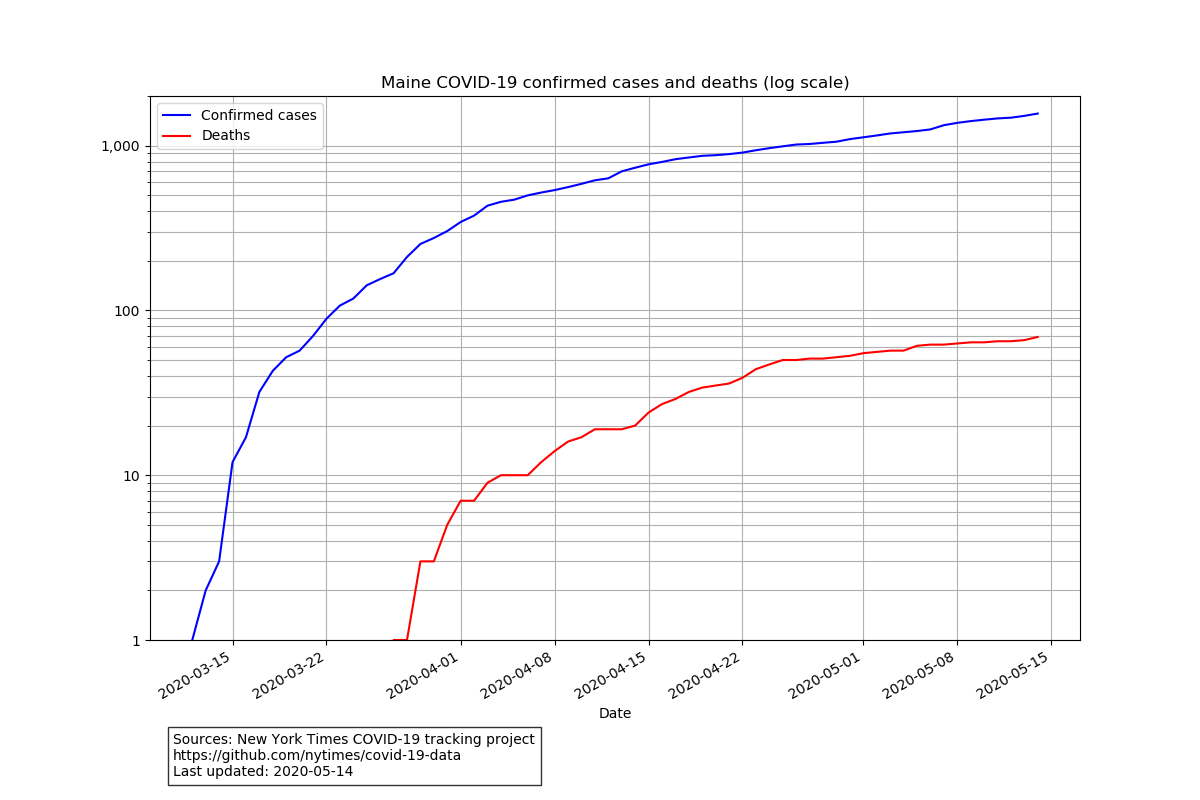 Maine COVID-19 confirmed cases and deaths (log scale)
Confirmed cases
Deaths
1,000
100
10
1
2020-03-15
2020-03-22
2020-04-01
2020-04-08
2020-04-15
2020-04-22
2020-05-01
2020-05-08
2020-05-15
Date
Sources: New York Times COVID-19 tracking project
https://github.com/nytimes/covid-19-data
Last updated: 2020-05-14